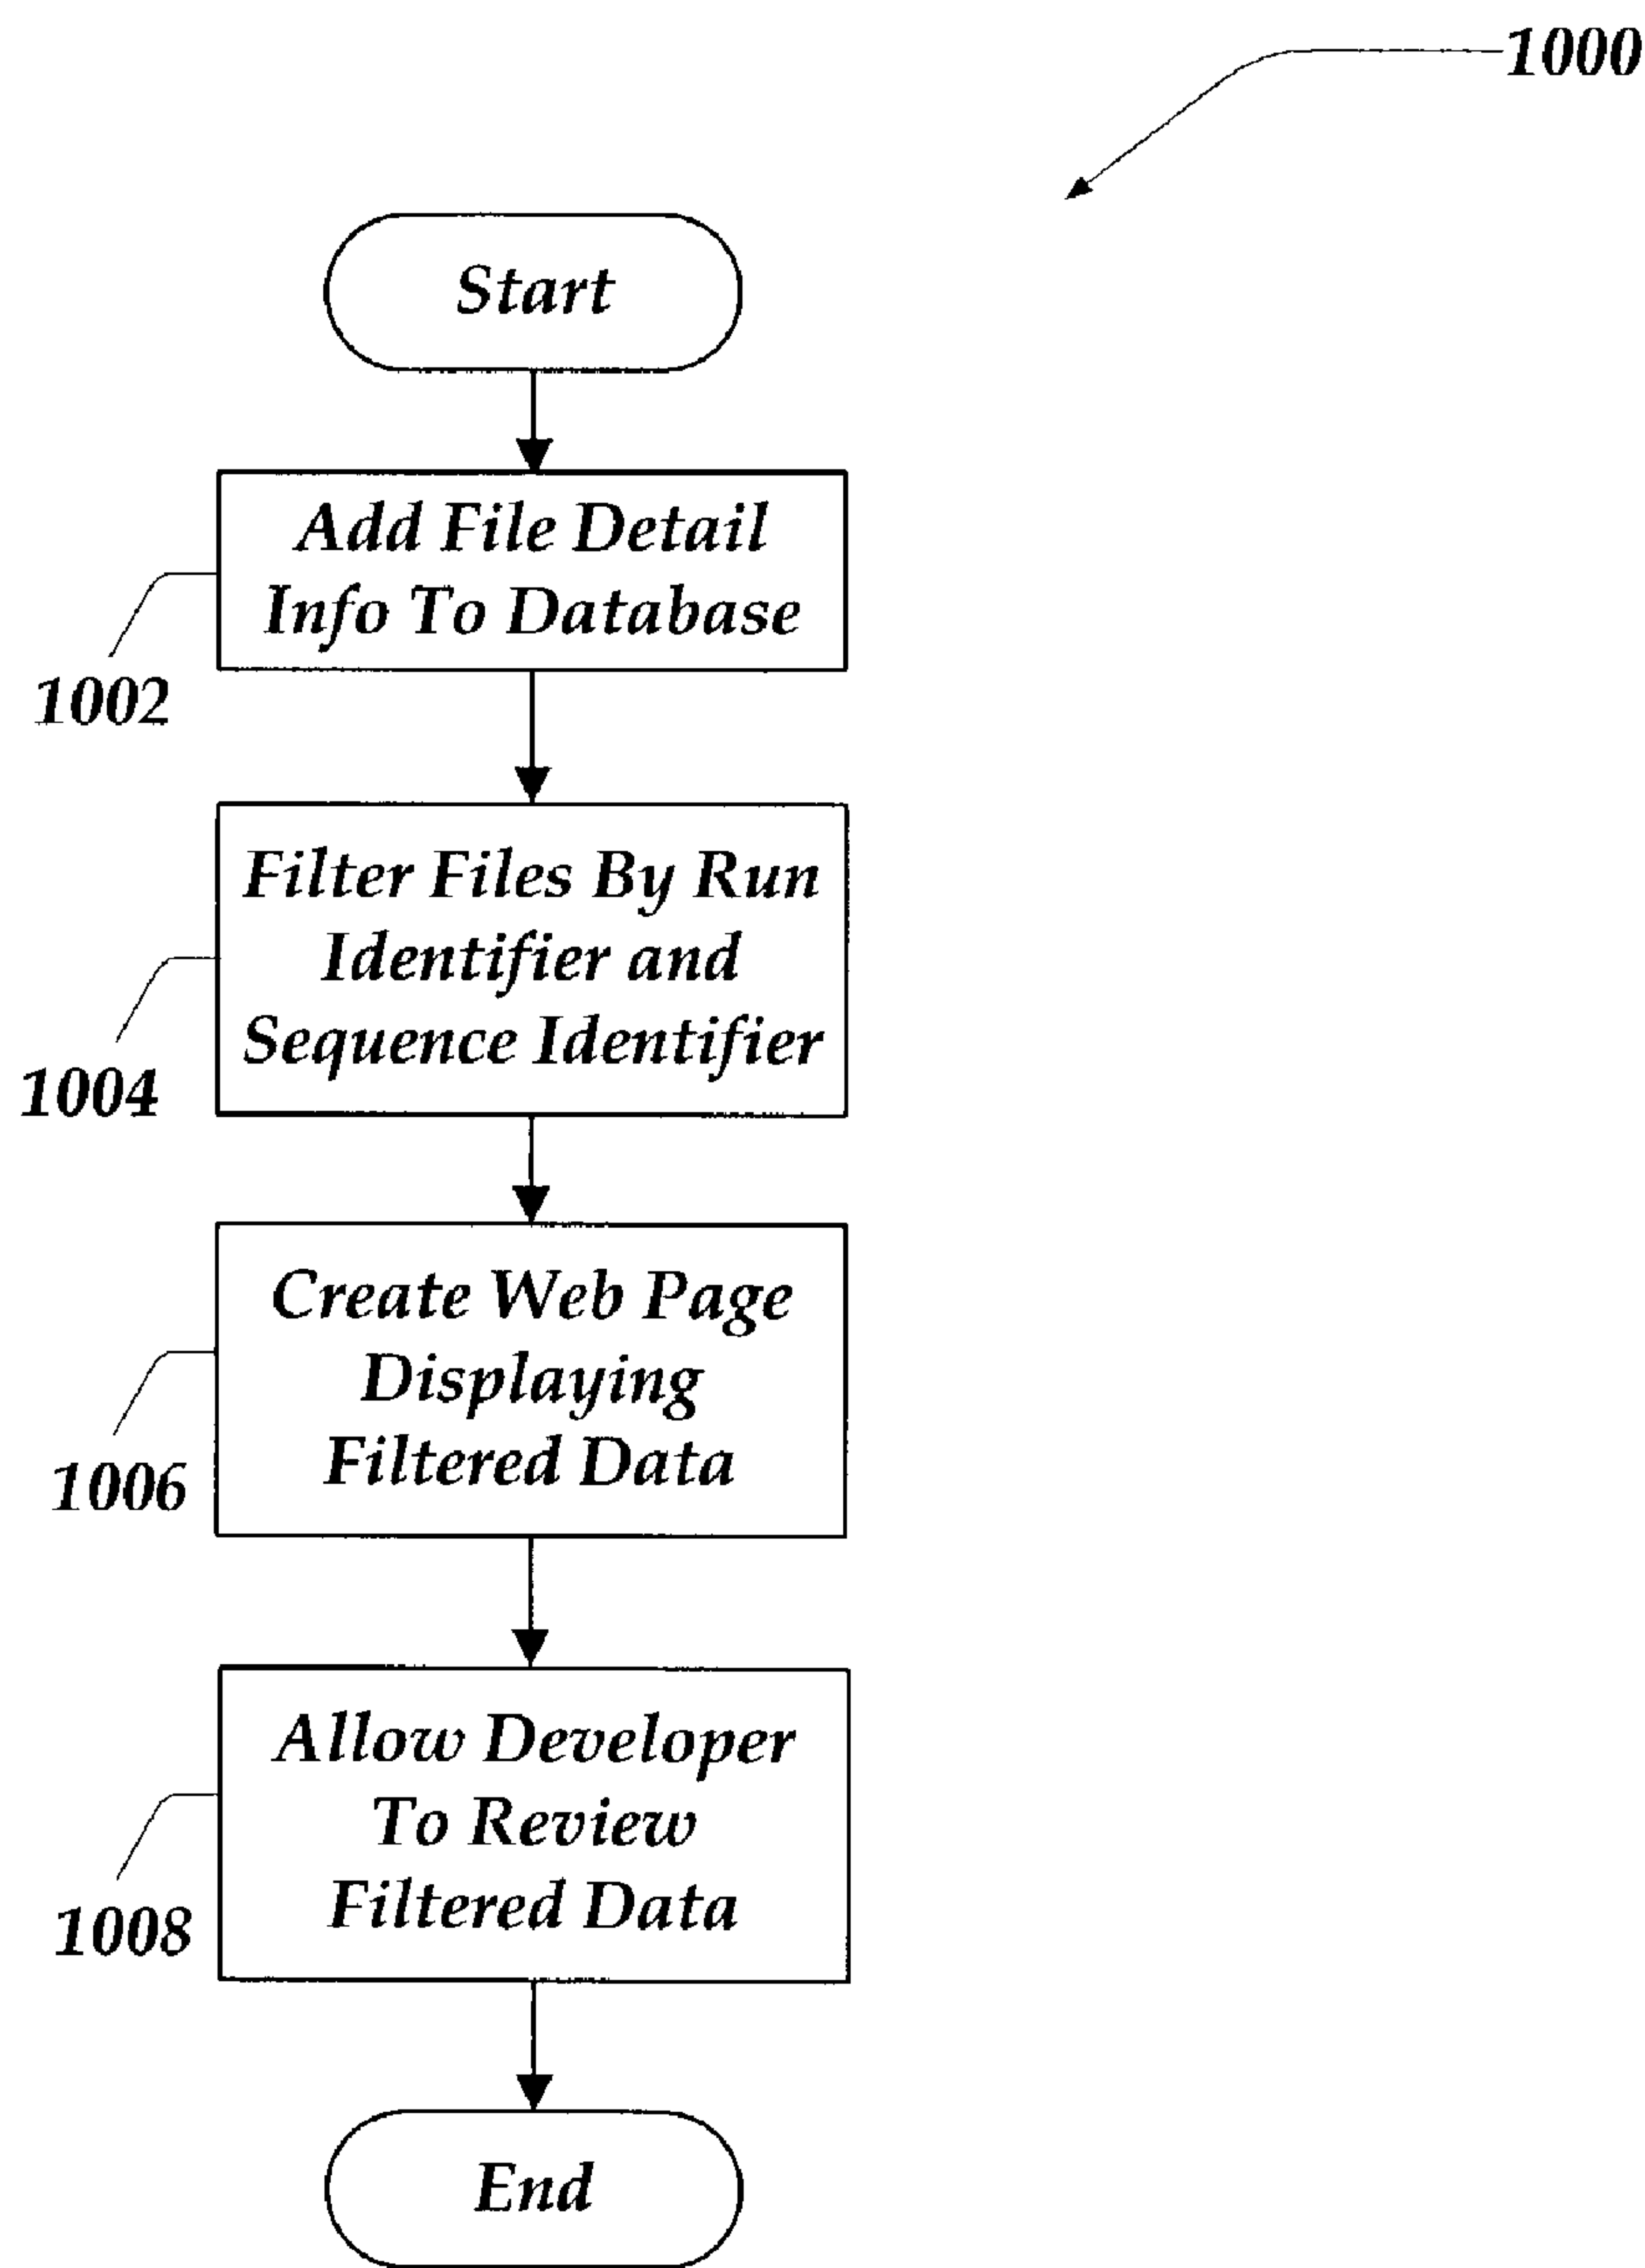 1000
Start
Add File Detail
Info To Database
1002
Filter Files By Run
Identifier and
Sequence Identifier
1004
Create Web Page
Displaying
Filtered Data
1006
Allow Developer
To Review
Filtered Data
1008
End